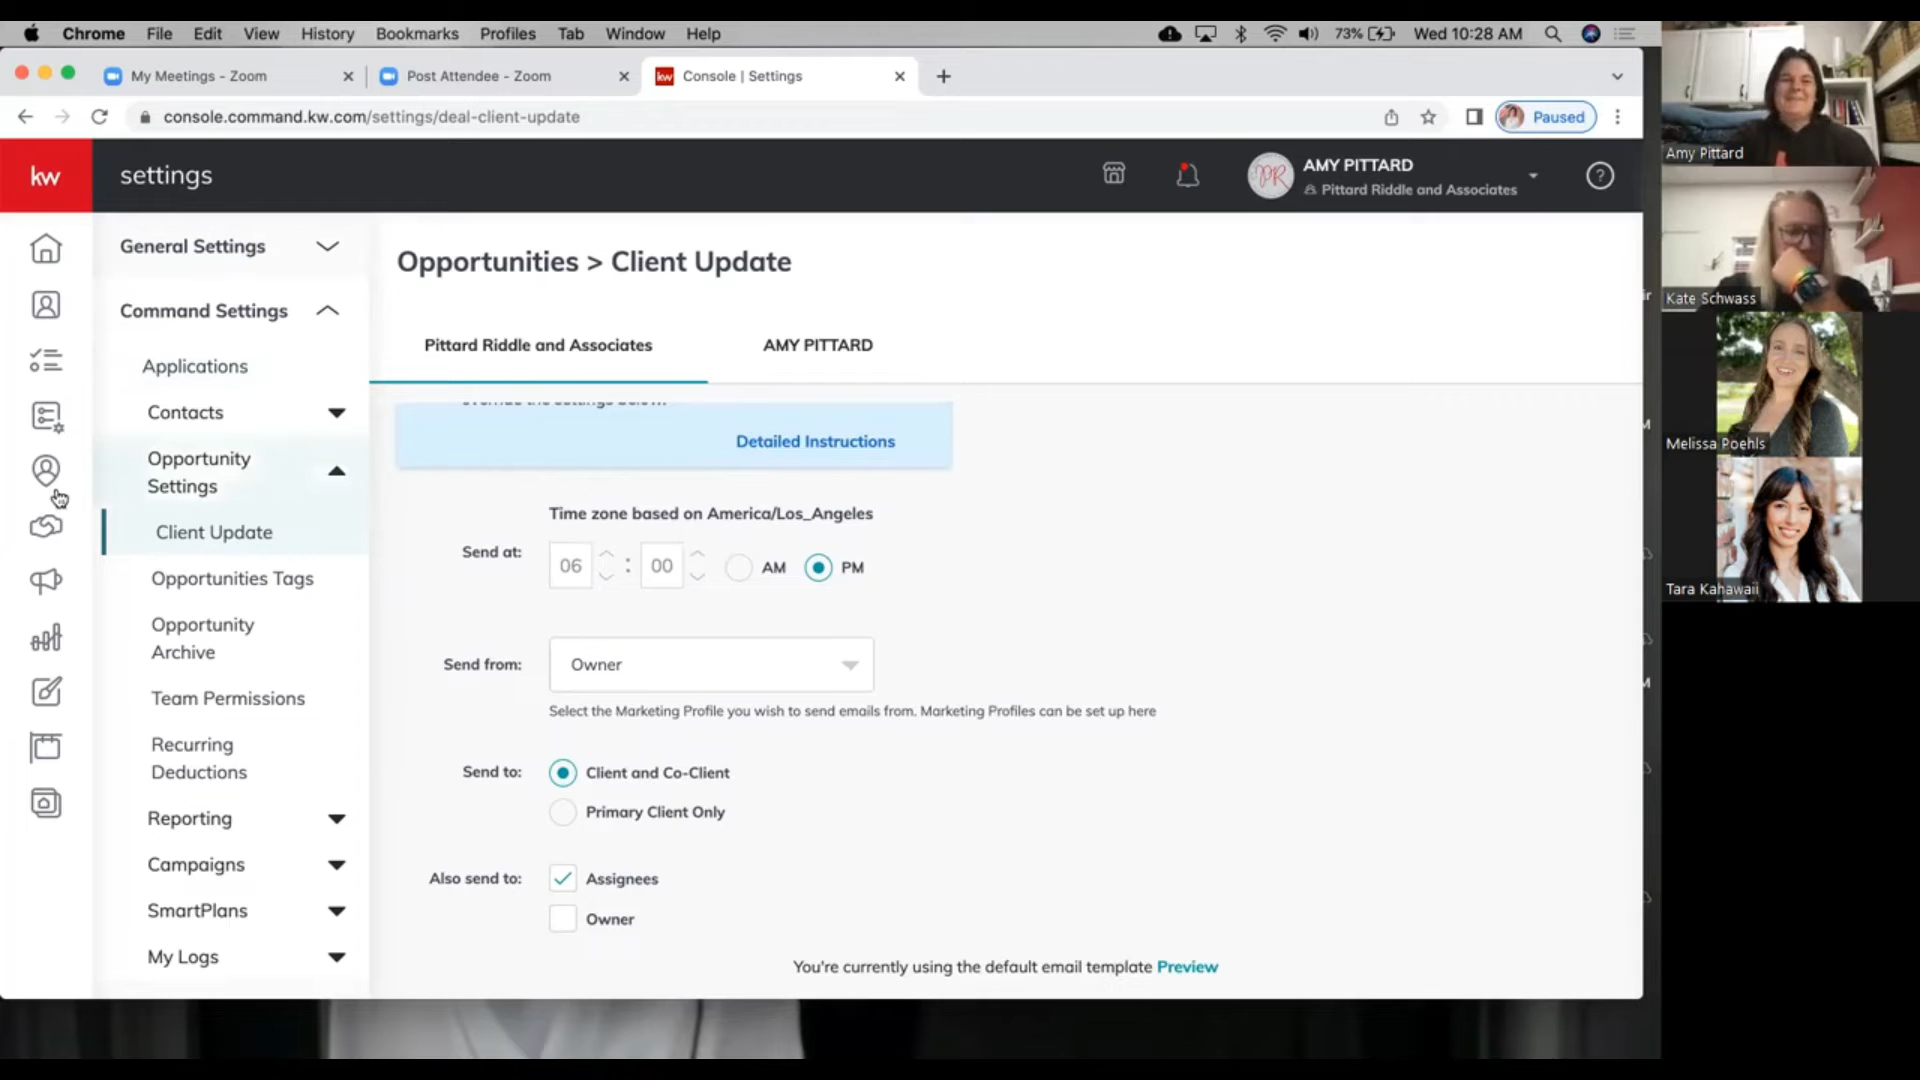 Chrome File Edit View History Bookmarks Profiles Tab Window Help 73% Wed 10:28 AM
My Meetings - Zoom Post Attendee - Zoom kw Console | Settings
console.command.kw.com/settings/deal-client-update Paused
kw settings PR AMY PITTARD
Pittard Riddle and Associates
General Settings
Command Settings
Applications
Contacts
Opportunity
Settings
Client Update
Opportunities Tags
Opportunity
Archive
Team Permissions
Recurring
Deductions
Reporting
Campaigns
SmartPlans
My Logs
Opportunities > Client Update
Pittard Riddle and Associates AMY PITTARD
Detailed Instructions
Time zone based on America/Los_Angeles
Send at: 06 : 00 AM PM
Send from: Owner
Select the Marketing Profile you wish to send emails from. Marketing Profiles can be set up here
Send to: Client and Co-Client
Primary Client Only
Also send to: Assignees
Owner
You're currently using the default email template Preview
Amy Pittard
Kate Schwass
Melissa Poehls
Tara Kahawaii